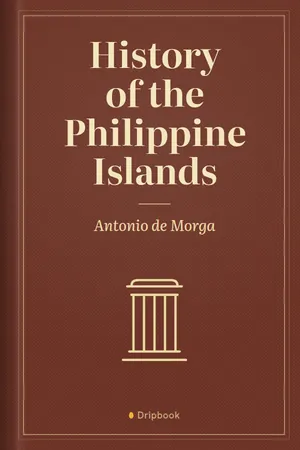 History
of the
Philippine
Islands
Antonio de Morga
Dripbook